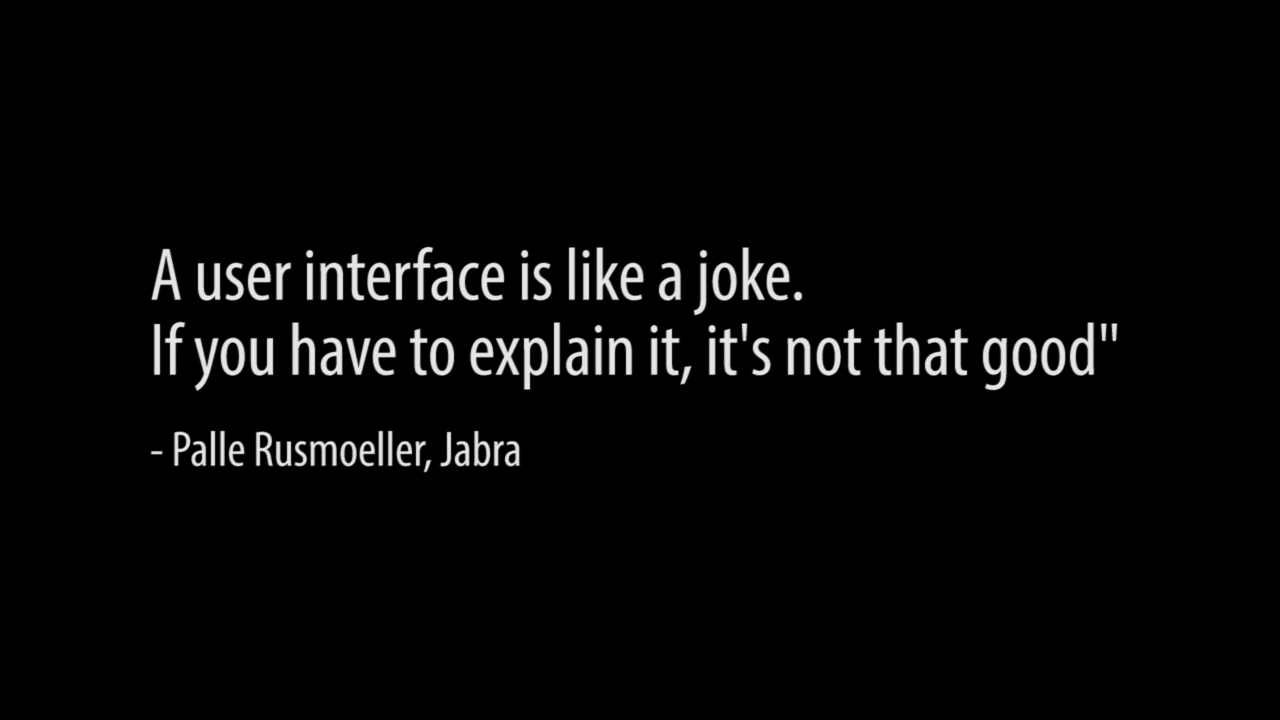 A user interface is like a joke.
If you have to explain it, it's not that good"
- Palle Rusmoeller, Jabra